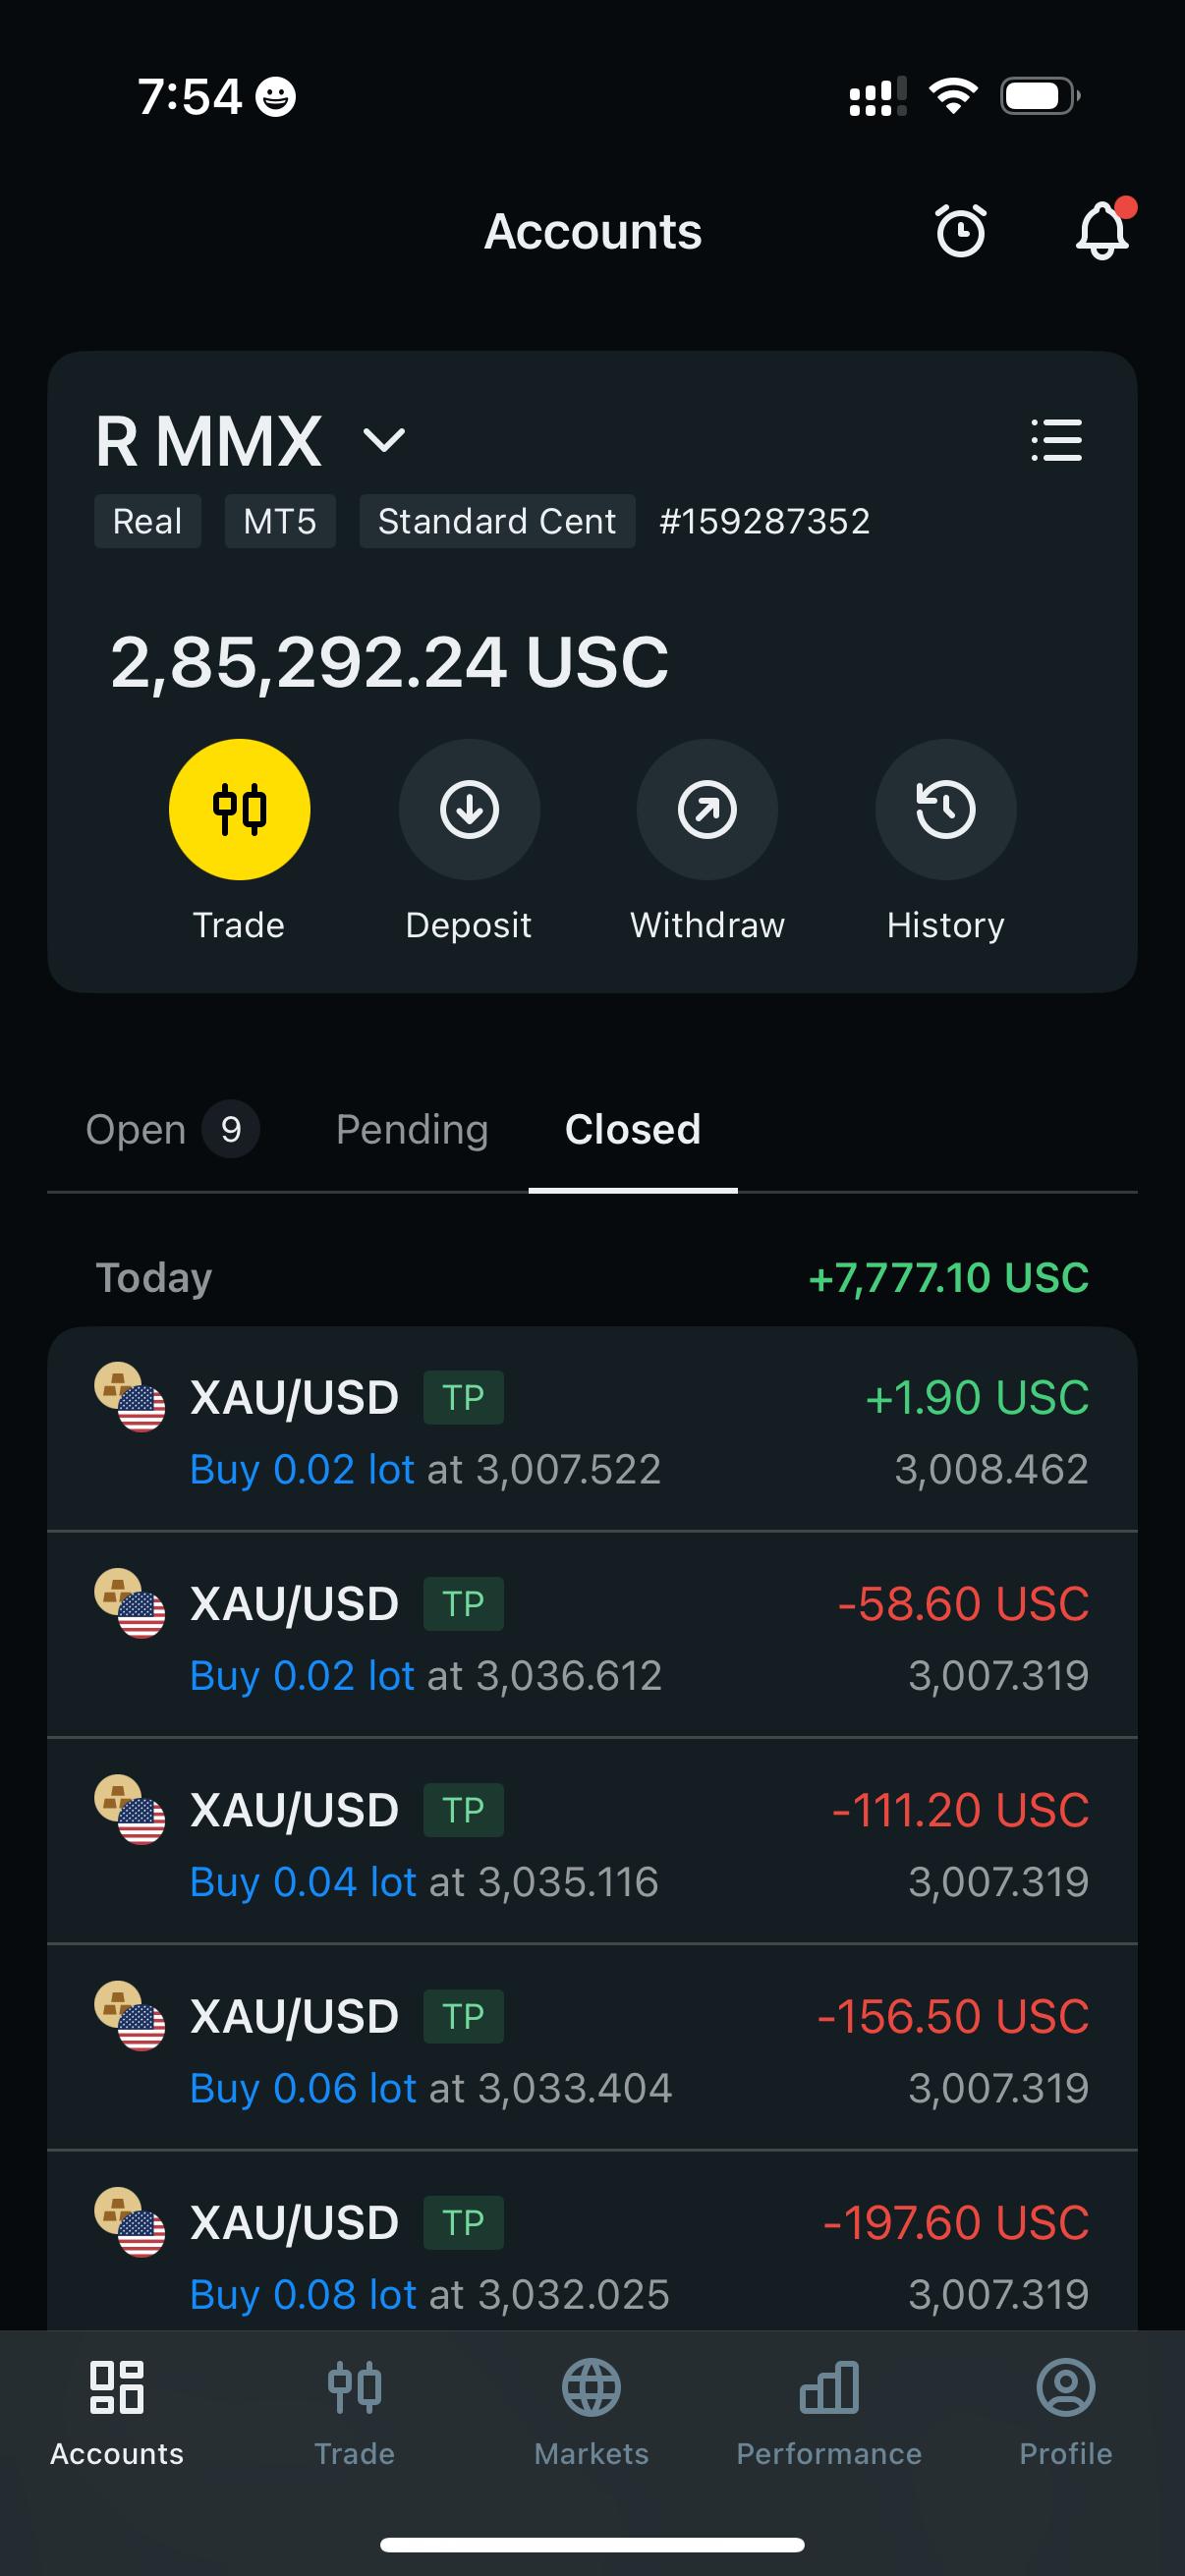 7:54
Accounts
R MMX
Real MT5 Standard Cent #159287352
2,85,292.24 USC
Trade Deposit Withdraw History
Open 9 Pending Closed
Today +7,777.10 USC
XAU/USD TP +1.90 USC
Buy 0.02 lot at 3,007.522 3,008.462
XAU/USD TP -58.60 USC
Buy 0.02 lot at 3,036.612 3,007.319
XAU/USD TP -111.20 USC
Buy 0.04 lot at 3,035.116 3,007.319
XAU/USD TP -156.50 USC
Buy 0.06 lot at 3,033.404 3,007.319
XAU/USD TP -197.60 USC
Buy 0.08 lot at 3,032.025 3,007.319
Accounts Trade Markets Performance Profile